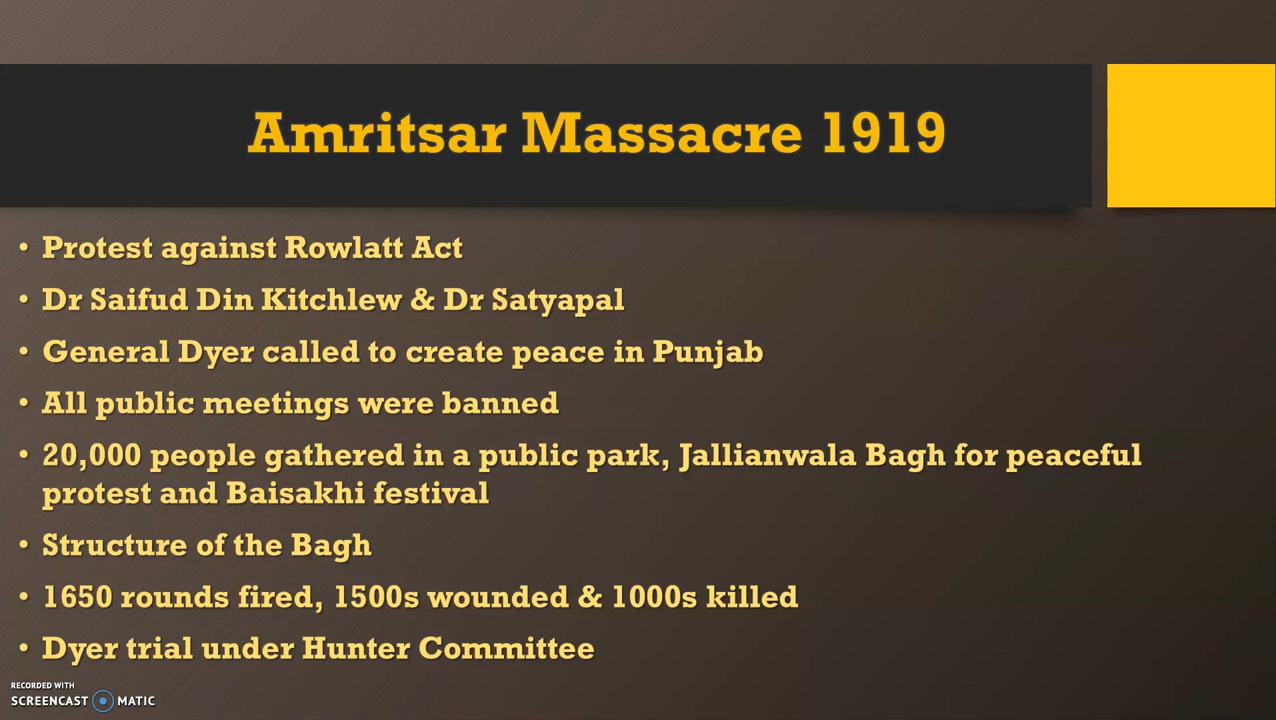 Amritsar Massacre 1919
• Protest against Rowlatt Act
• Dr Saifud Din Kitchlew & Dr Satyapal
• General Dyer called to create peace in Punjab
• All public meetings were banned
• 20,000 people gathered in a public park, Jallianwala Bagh for peaceful
protest and Baisakhi festival
• Structure of the Bagh
• 1650 rounds fired, 1500s wounded & 1000s killed
• Dyer trial under Hunter Committee
RECORDED WITH
SCREENCAST MATIC